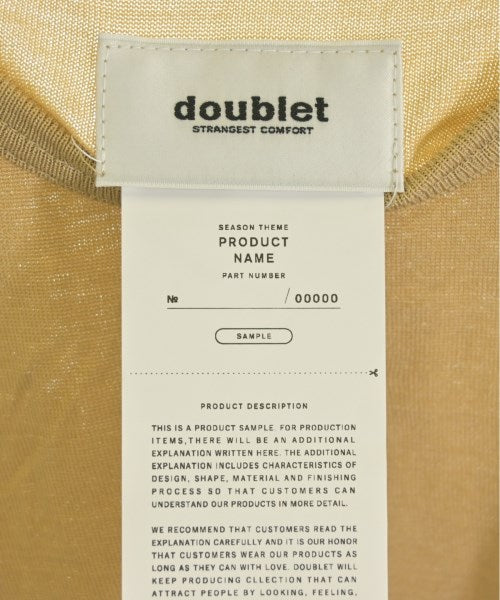 doublet
STRANGEST COMFORT
SEASON THEME
PRODUCT
NAME
PART NUMBER
№ / 00000
SAMPLE
PRODUCT DESCRIPTION
THIS IS A PRODUCT SAMPLE. FOR PRODUCTION
ITEMS,THERE WILL BE AN ADDITIONAL
EXPLANATION WRITTEN HERE. THE ADDITIONAL
EXPLANATION INCLUDES CHARACTERISTICS OF
DESIGN, SHAPE, MATERIAL AND FINISHING
PROCESS SO THAT CUSTOMERS CAN
UNDERSTAND OUR PRODUCTS IN MORE DETAIL.
WE RECOMMEND THAT CUSTOMERS READ THE
EXPLANATION CAREFULLY AND IT IS OUR HONOR
THAT CUSTOMERS WEAR OUR PRODUCTS AS
LONG AS THEY CAN WITH LOVE. DOUBLET WILL
KEEP PRODUCING CLLECTION THAT CAN
ATTRACT PEOPLE BY LOOKING, FEELING,